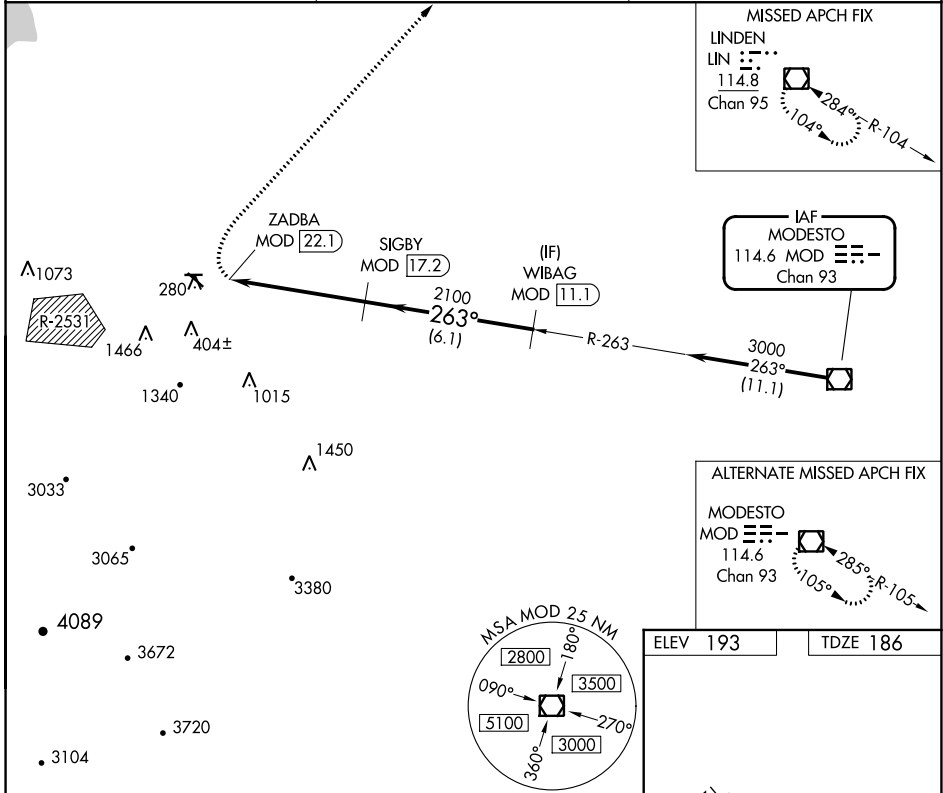 MISSED APCH FIX
LINDEN
LIN
114.8
Chan 95
284°
R-104
104°
ZADBA
MOD 22.1
SIGBY
MOD 17.2
(IF)
WIBAG
MOD 11.1
IAF
MODESTO
114.6 MOD
Chan 93
1073
280
R-2531
2100
263°
(6.1)
R-263
3000
263°
(11.1)
1466
404±
1340
1015
1450
3033
ALTERNATE MISSED APCH FIX
MODESTO
MOD
114.6
Chan 93
285°
R-105
105°
3065
3380
4089
3672
3720
3104
MSA MOD 25 NM
180°
2800
3500
090°
270°
5100
3000
360°
ELEV 193
TDZE 186